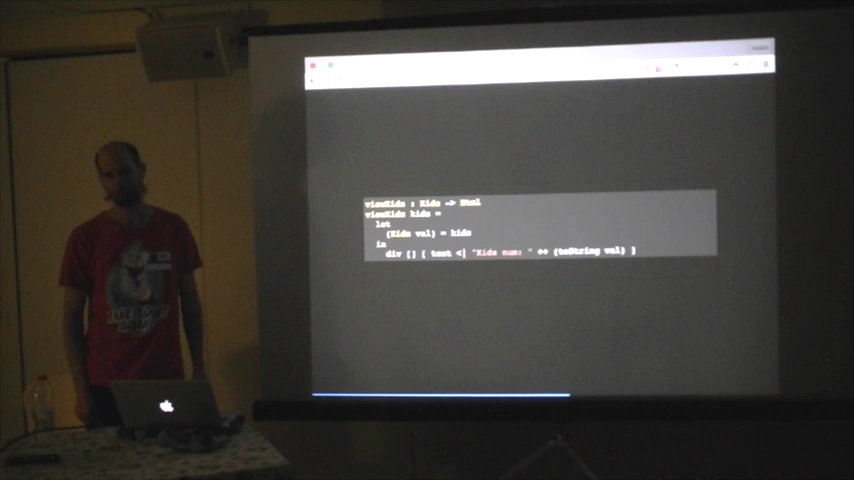 viewKids : Kids -> Html
viewKids kids =
let
(Kids val) = kids
in
div [] [ text <| "Kids num: " ++ (toString val) ]